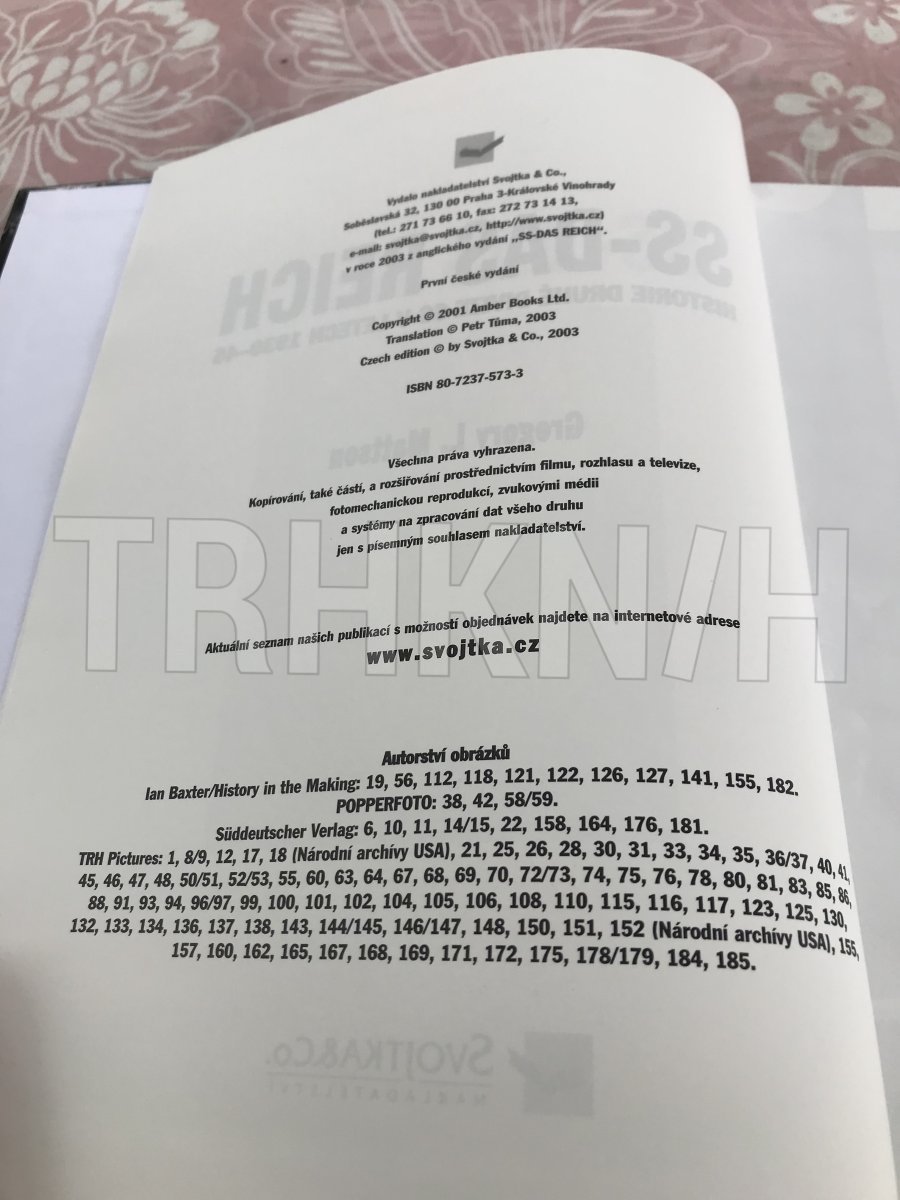 Vydalo nakladatelství Svojtka & Co.,
Soběslavská 32, 130 00 Praha 3-Královské Vinohrady
(tel.: 271 73 66 10, fax: 272 73 14 13,
e-mail: svojtka@svojtka.cz, http://www.svojtka.cz)
v roce 2003 z anglického vydání „SS-DAS REICH".
První české vydání
Copyright © 2001 Amber Books Ltd.
Translation © Petr Tůma, 2003
Czech edition © by Svojtka & Co., 2003
ISBN 80-7237-573-3
SS-DAS REICH
HISTORIE DRUHÉ
1939–45
Gregory L. Mattson
Všechna práva vyhrazena.
Kopírování, také částí, a rozšiřování prostřednictvím filmu, rozhlasu a televize,
fotomechanickou reprodukcí, zvukovými médii
a systémy na zpracování dat všeho druhu
jen s písemným souhlasem nakladatelství.
TRHKN/H
Aktuální seznam našich publikací s možností objednávek najdete na internetové adrese
www.svojtka.cz
Autorství obrázků
Ian Baxter/History in the Making: 19, 56, 112, 118, 121, 122, 126, 127, 141, 155, 182.
POPPERFOTO: 38, 42, 58/59.
Süddeutscher Verlag: 6, 10, 11, 14/15, 22, 158, 164, 176, 181.
TRH Pictures: 1, 8/9, 12, 17, 18 (Národní archívy USA), 21, 25, 26, 28, 30, 31, 33, 34, 35, 36/37, 40, 41,
45, 46, 47, 48, 50/51, 52/53, 55, 60, 63, 64, 67, 68, 69, 70, 72/73, 74, 75, 76, 78, 80, 81, 83, 85, 86,
88, 91, 93, 94, 96/97, 99, 100, 101, 102, 104, 105, 106, 108, 110, 115, 116, 117, 123, 125, 130,
132, 133, 134, 136, 137, 138, 143, 144/145, 146/147, 148, 150, 151, 152 (Národní archívy USA), 155,
157, 160, 162, 165, 167, 168, 169, 171, 172, 175, 178/179, 184, 185.
SVOJTKA&CO.
NAKLADATELSTVÍ